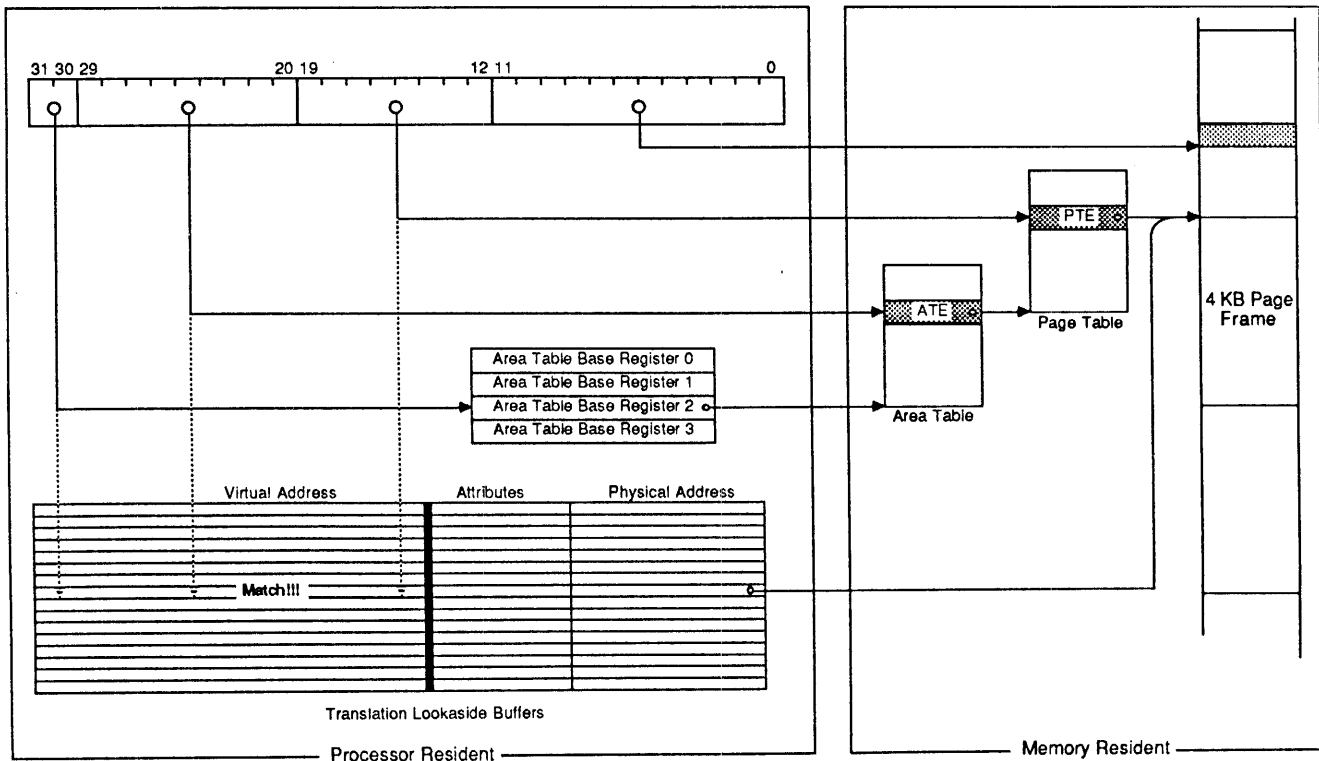 31 30 29 20 19 12 11 0
PTE
ATE
Page Table
4 KB Page
Frame
Area Table Base Register 0
Area Table Base Register 1
Area Table Base Register 2
Area Table Base Register 3
Area Table
Virtual Address Attributes Physical Address
Match!!!
Translation Lookaside Buffers
Processor Resident
Memory Resident